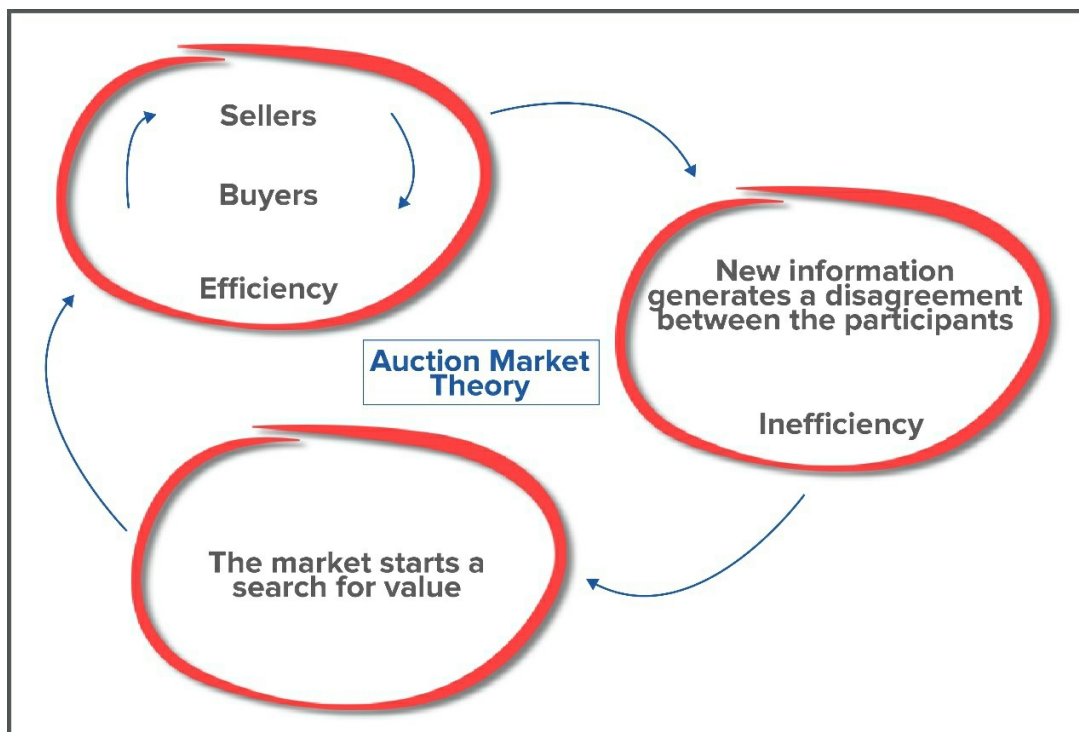 Sellers
Buyers
Efficiency
New information
generates a disagreement
between the participants
Inefficiency
Auction Market
Theory
The market starts a
search for value